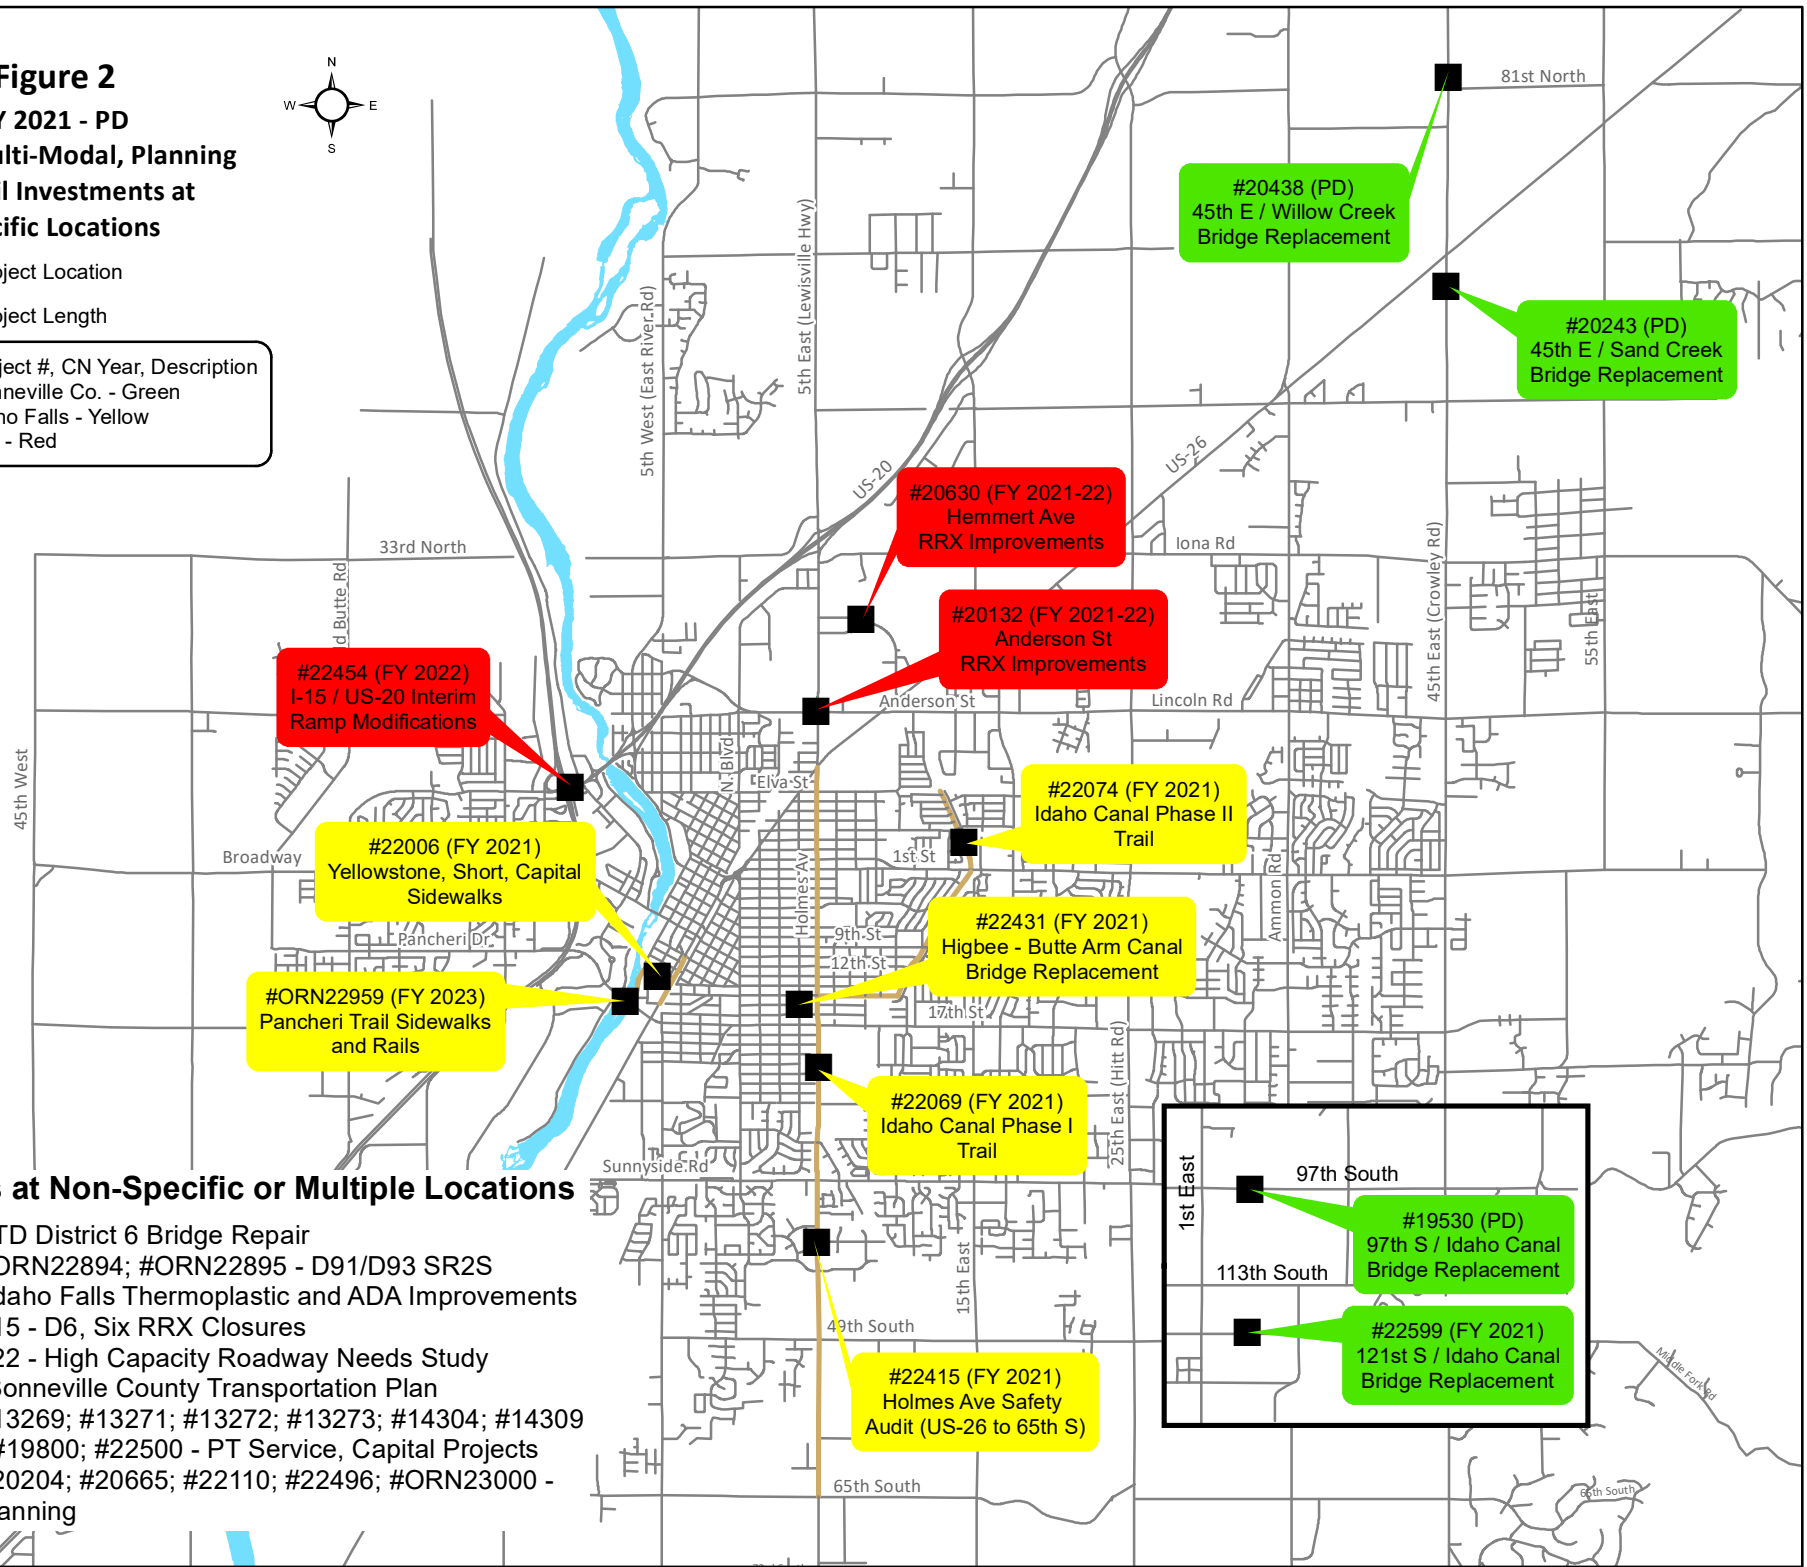 Figure 2
Y 2021 - PD
ulti-Modal, Planning
il Investments at
cific Locations
oject Location
oject Length
ject #, CN Year, Description
nneville Co. - Green
ho Falls - Yellow
- Red
N
W
E
S
81st North
#20438 (PD)
45th E / Willow Creek
Bridge Replacement
#20243 (PD)
45th E / Sand Creek
Bridge Replacement
5th West (East River Rd)
5th East (Lewisville Hwy)
US-20
US-26
#20630 (FY 2021-22)
Hemmert Ave
RRX Improvements
33rd North
Iona Rd
d Butte Rd
45th East (Crowley Rd)
55th East
#20132 (FY 2021-22)
Anderson St
RRX Improvements
#22454 (FY 2022)
I-15 / US-20 Interim
Ramp Modifications
Anderson St
Lincoln Rd
45th West
N. Blvd
Elva St
#22074 (FY 2021)
Idaho Canal Phase II
Trail
#22006 (FY 2021)
Yellowstone, Short, Capital
Sidewalks
Broadway
1st St
Holmes Av
Ammon Rd
#22431 (FY 2021)
Higbee - Butte Arm Canal
Bridge Replacement
Pancheri Dr
9th St
12th St
#ORN22959 (FY 2023)
Pancheri Trail Sidewalks
and Rails
17th St
25th East (Hitt Rd)
#22069 (FY 2021)
Idaho Canal Phase I
Trail
Sunnyside Rd
1st East
97th South
#19530 (PD)
97th S / Idaho Canal
Bridge Replacement
113th South
#22599 (FY 2021)
121st S / Idaho Canal
Bridge Replacement
15th East
49th South
#22415 (FY 2021)
Holmes Ave Safety
Audit (US-26 to 65th S)
Middle Fork Rd
65th South
65th South
s at Non-Specific or Multiple Locations
TD District 6 Bridge Repair
ORN22894; #ORN22895 - D91/D93 SR2S
daho Falls Thermoplastic and ADA Improvements
15 - D6, Six RRX Closures
22 - High Capacity Roadway Needs Study
Bonneville County Transportation Plan
13269; #13271; #13272; #13273; #14304; #14309
#19800; #22500 - PT Service, Capital Projects
20204; #20665; #22110; #22496; #ORN23000 -
anning